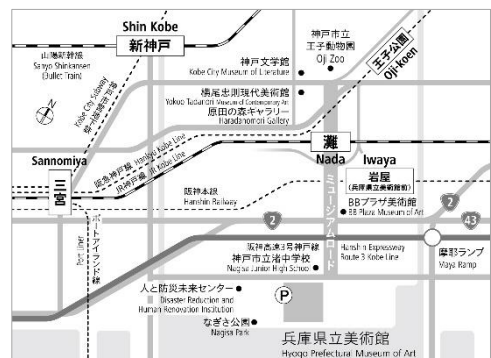 Shin Kobe
新神戸
山陽新幹線
Sanyo Shinkansen
(Bullet Train)
神戸市営地下鉄
Kobe City Subway
神戸文学館
Kobe City Museum of Literature
神戸市立
王子動物園
Oji Zoo
王子公園
Oji-koen
横尾忠則現代美術館
Yokoo Tadanori Museum of Contemporary Art
原田の森ギャラリー
Haradanomori Gallery
阪急神戸線 Hankyu Kobe Line
JR神戸線 JR Kobe Line
灘
Nada
Sannomiya
三宮
Iwaya
岩屋
(兵庫県立美術館前)
阪神本線
Hanshin Railway
ミュージアムロード
BBプラザ美術館
BB Plaza Museum of Art
2
2
43
ポートアイランド線
Port Liner
阪神高速3号神戸線
Hanshin Expressway
Route 3 Kobe Line
神戸市立渚中学校
Nagisa Junior High School
摩耶ランプ
Maya Ramp
人と防災未来センター
Disaster Reduction and
Human Renovation Institution
P
なぎさ公園
Nagisa Park
兵庫県立美術館
Hyogo Prefectural Museum of Art